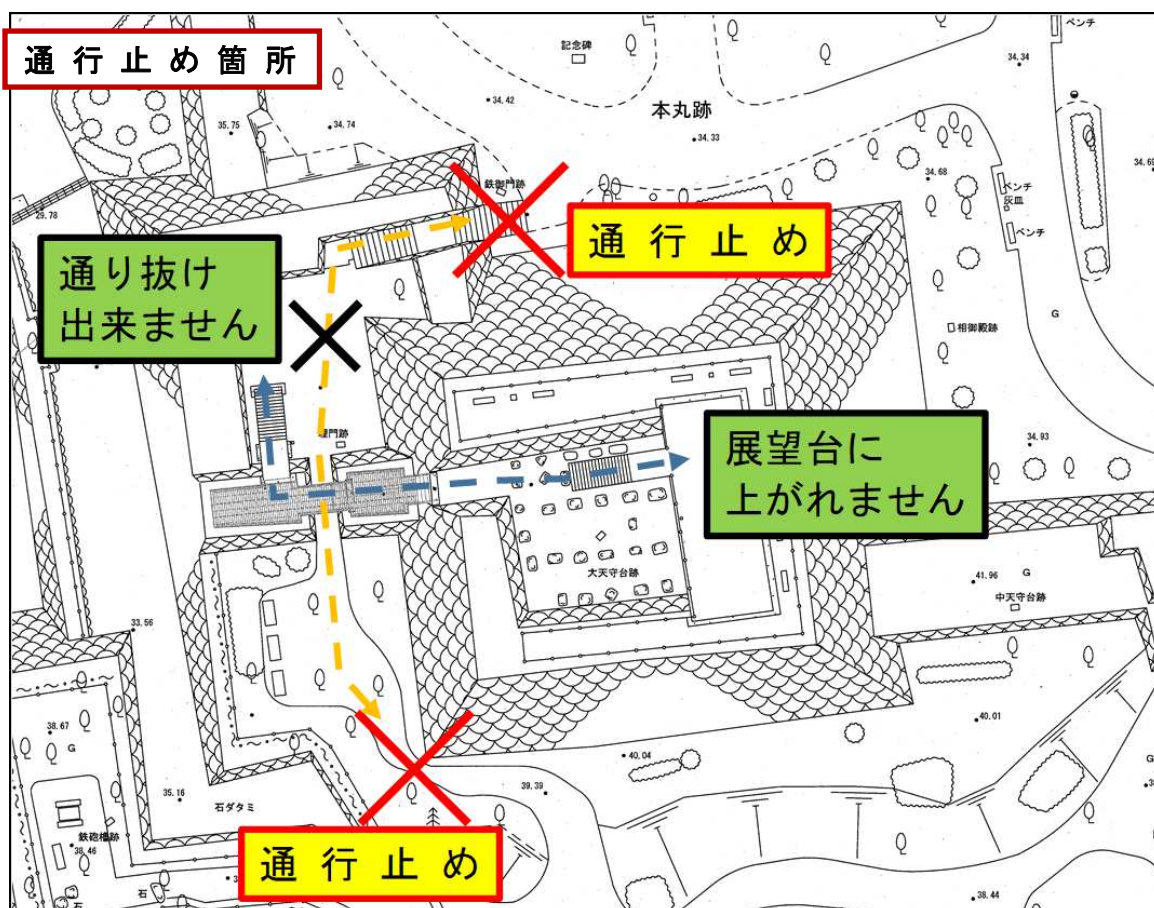 通行止め箇所
記念碑
ベンチ
34.34
34.42
本丸跡
35.75
34.74
34.33
34.69
鉄御門跡
34.68
ベンチ
灰皿
29.78
通行止め
ベンチ
通り抜け
出来ません
相御殿跡
G
展望台に
上がれません
34.93
大天守台跡
41.96
G
中天守台跡
33.56
38.67
G
40.01
40.04
35.16
石ダタミ
39.39
鉄砲櫓跡
38.46
通行止め
石
石
38.44